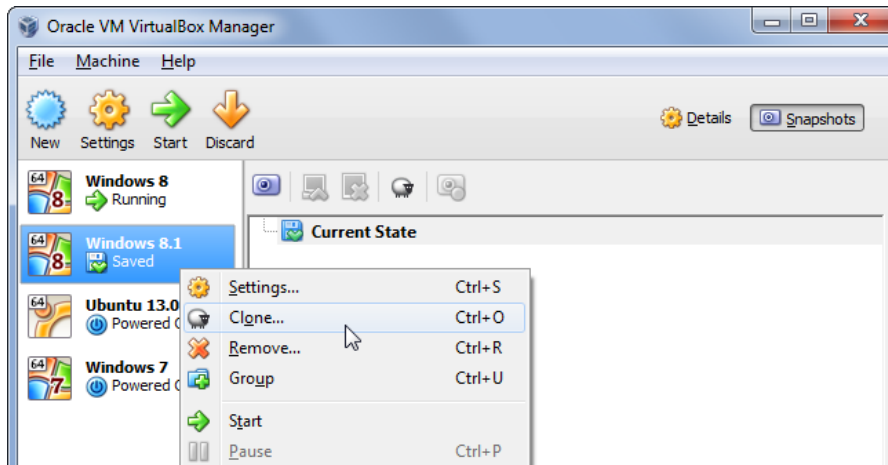 Oracle VM VirtualBox Manager
File Machine Help
New Settings Start Discard
Details Snapshots
64 8 Windows 8
Running
Current State
64 8 Windows 8.1
Saved
Settings... Ctrl+S
64 Ubuntu 13.0
Clone... Ctrl+O
Powered
Remove... Ctrl+R
64 7 Windows 7
Group Ctrl+U
Powered
Start
Pause Ctrl+P